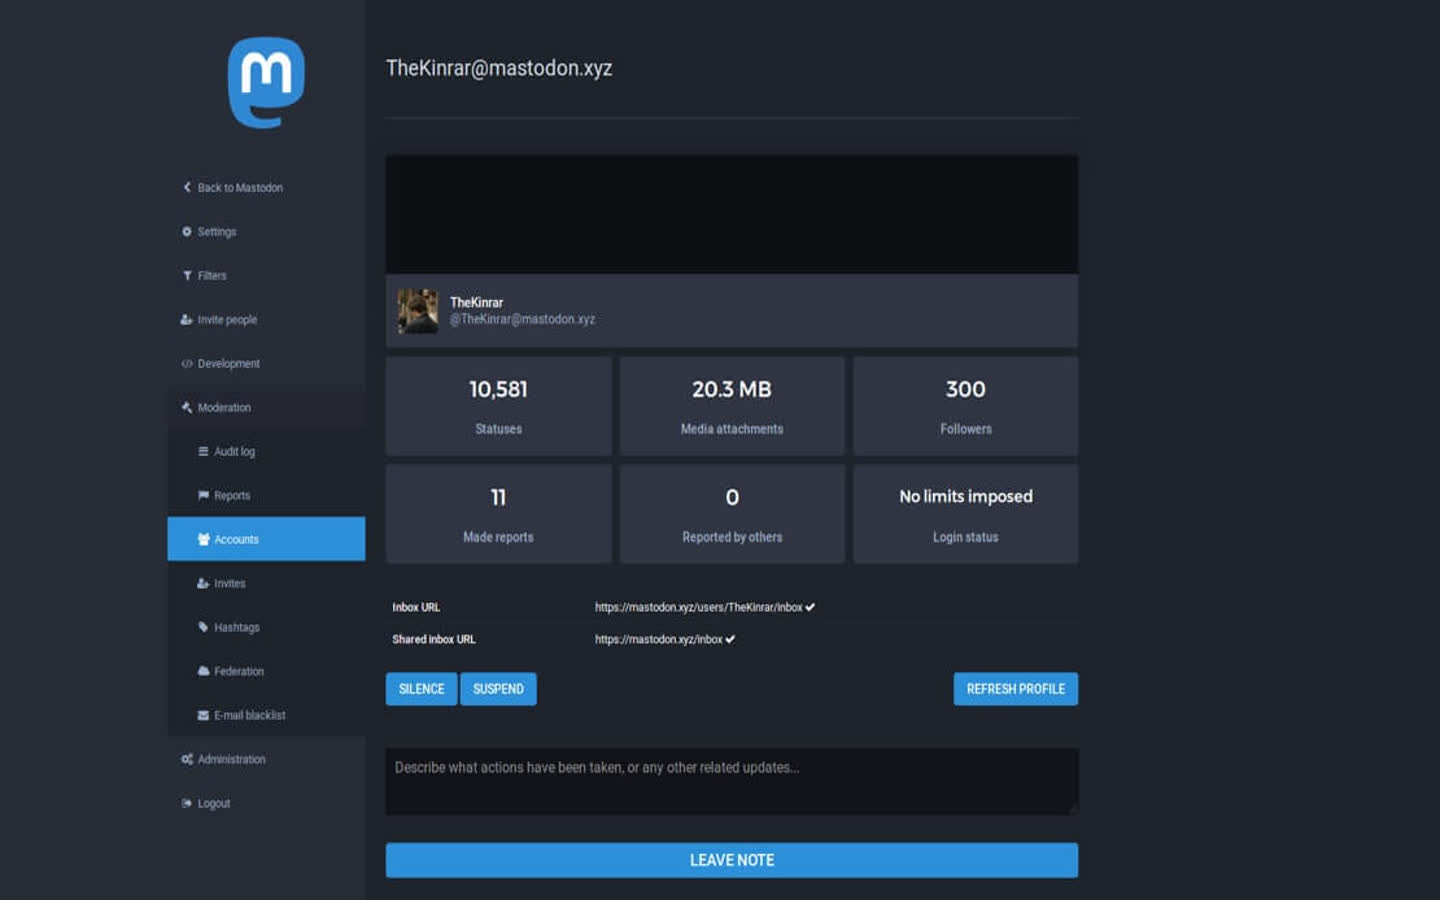 TheKinrar@mastodon.xyz
Back to Mastodon
Settings
Filters
Invite people
Development
Moderation
Audit log
Reports
Accounts
Invites
Hashtags
Federation
E-mail blacklist
Administration
Logout
TheKinrar
@TheKinrar@mastodon.xyz
10,581
Statuses
20.3 MB
Media attachments
300
Followers
11
Made reports
0
Reported by others
No limits imposed
Login status
Inbox URL https://mastodon.xyz/users/TheKinrar/inbox
Shared inbox URL https://mastodon.xyz/inbox
SILENCE SUSPEND REFRESH PROFILE
Describe what actions have been taken, or any other related updates...
LEAVE NOTE